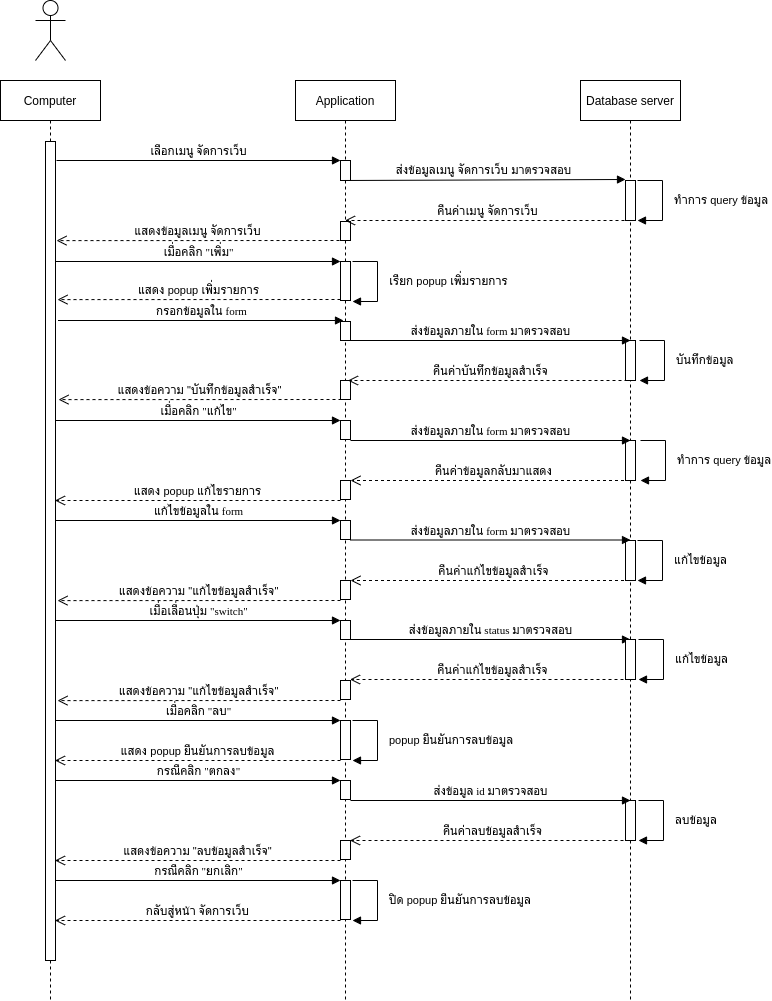 Computer
Application
Database server
เลือกเมนู จัดการเว็บ
ส่งข้อมูลเมนู จัดการเว็บ มาตรวจสอบ
ทำการ query ข้อมูล
คืนค่าเมนู จัดการเว็บ
แสดงข้อมูลเมนู จัดการเว็บ
เมื่อคลิก "เพิ่ม"
เรียก popup เพิ่มรายการ
แสดง popup เพิ่มรายการ
กรอกข้อมูลใน form
ส่งข้อมูลภายใน form มาตรวจสอบ
บันทึกข้อมูล
คืนค่าบันทึกข้อมูลสำเร็จ
แสดงข้อความ "บันทึกข้อมูลสำเร็จ"
เมื่อคลิก "แก้ไข"
ส่งข้อมูลภายใน form มาตรวจสอบ
ทำการ query ข้อมูล
คืนค่าข้อมูลกลับมาแสดง
แสดง popup แก้ไขรายการ
แก้ไขข้อมูลใน form
ส่งข้อมูลภายใน form มาตรวจสอบ
แก้ไขข้อมูล
คืนค่าแก้ไขข้อมูลสำเร็จ
แสดงข้อความ "แก้ไขข้อมูลสำเร็จ"
เมื่อเลื่อนปุ่ม "switch"
ส่งข้อมูลภายใน status มาตรวจสอบ
แก้ไขข้อมูล
คืนค่าแก้ไขข้อมูลสำเร็จ
แสดงข้อความ "แก้ไขข้อมูลสำเร็จ"
เมื่อคลิก "ลบ"
popup ยืนยันการลบข้อมูล
แสดง popup ยืนยันการลบข้อมูล
กรณีคลิก "ตกลง"
ส่งข้อมูล id มาตรวจสอบ
ลบข้อมูล
คืนค่าลบข้อมูลสำเร็จ
แสดงข้อความ "ลบข้อมูลสำเร็จ"
กรณีคลิก "ยกเลิก"
ปิด popup ยืนยันการลบข้อมูล
กลับสู่หน้า จัดการเว็บ